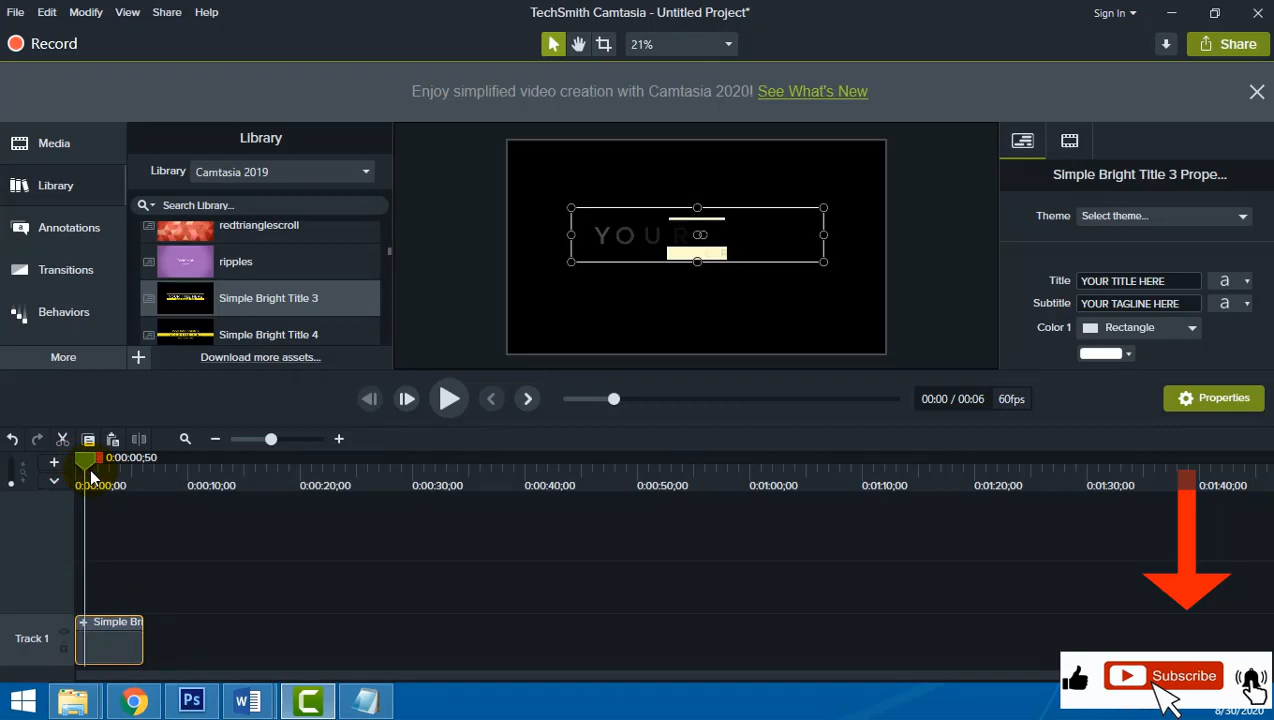 File Edit Modify View Share Help
TechSmith Camtasia - Untitled Project*
Sign In
Record
21%
Share
Enjoy simplified video creation with Camtasia 2020! See What's New
Media
Library
Annotations
Transitions
Behaviors
More
Library
Library Camtasia 2019
Search Library...
redtrianglescroll
ripples
Simple Bright Title 3
Simple Bright Title 4
Download more assets...
YOUR
Simple Bright Title 3 Prope...
Theme Select theme...
Title YOUR TITLE HERE a
Subtitle YOUR TAGLINE HERE a
Color 1 Rectangle
00:00 / 00:06 60fps
Properties
0:00:00;50
0:00:00;00 0:00:10;00 0:00:20;00 0:00:30;00 0:00:40;00 0:00:50;00 0:01:00;00 0:01:10;00 0:01:20;00 0:01:30;00 0:01:40;00
Track 1
Simple Bri
Subscribe
8/30/2020